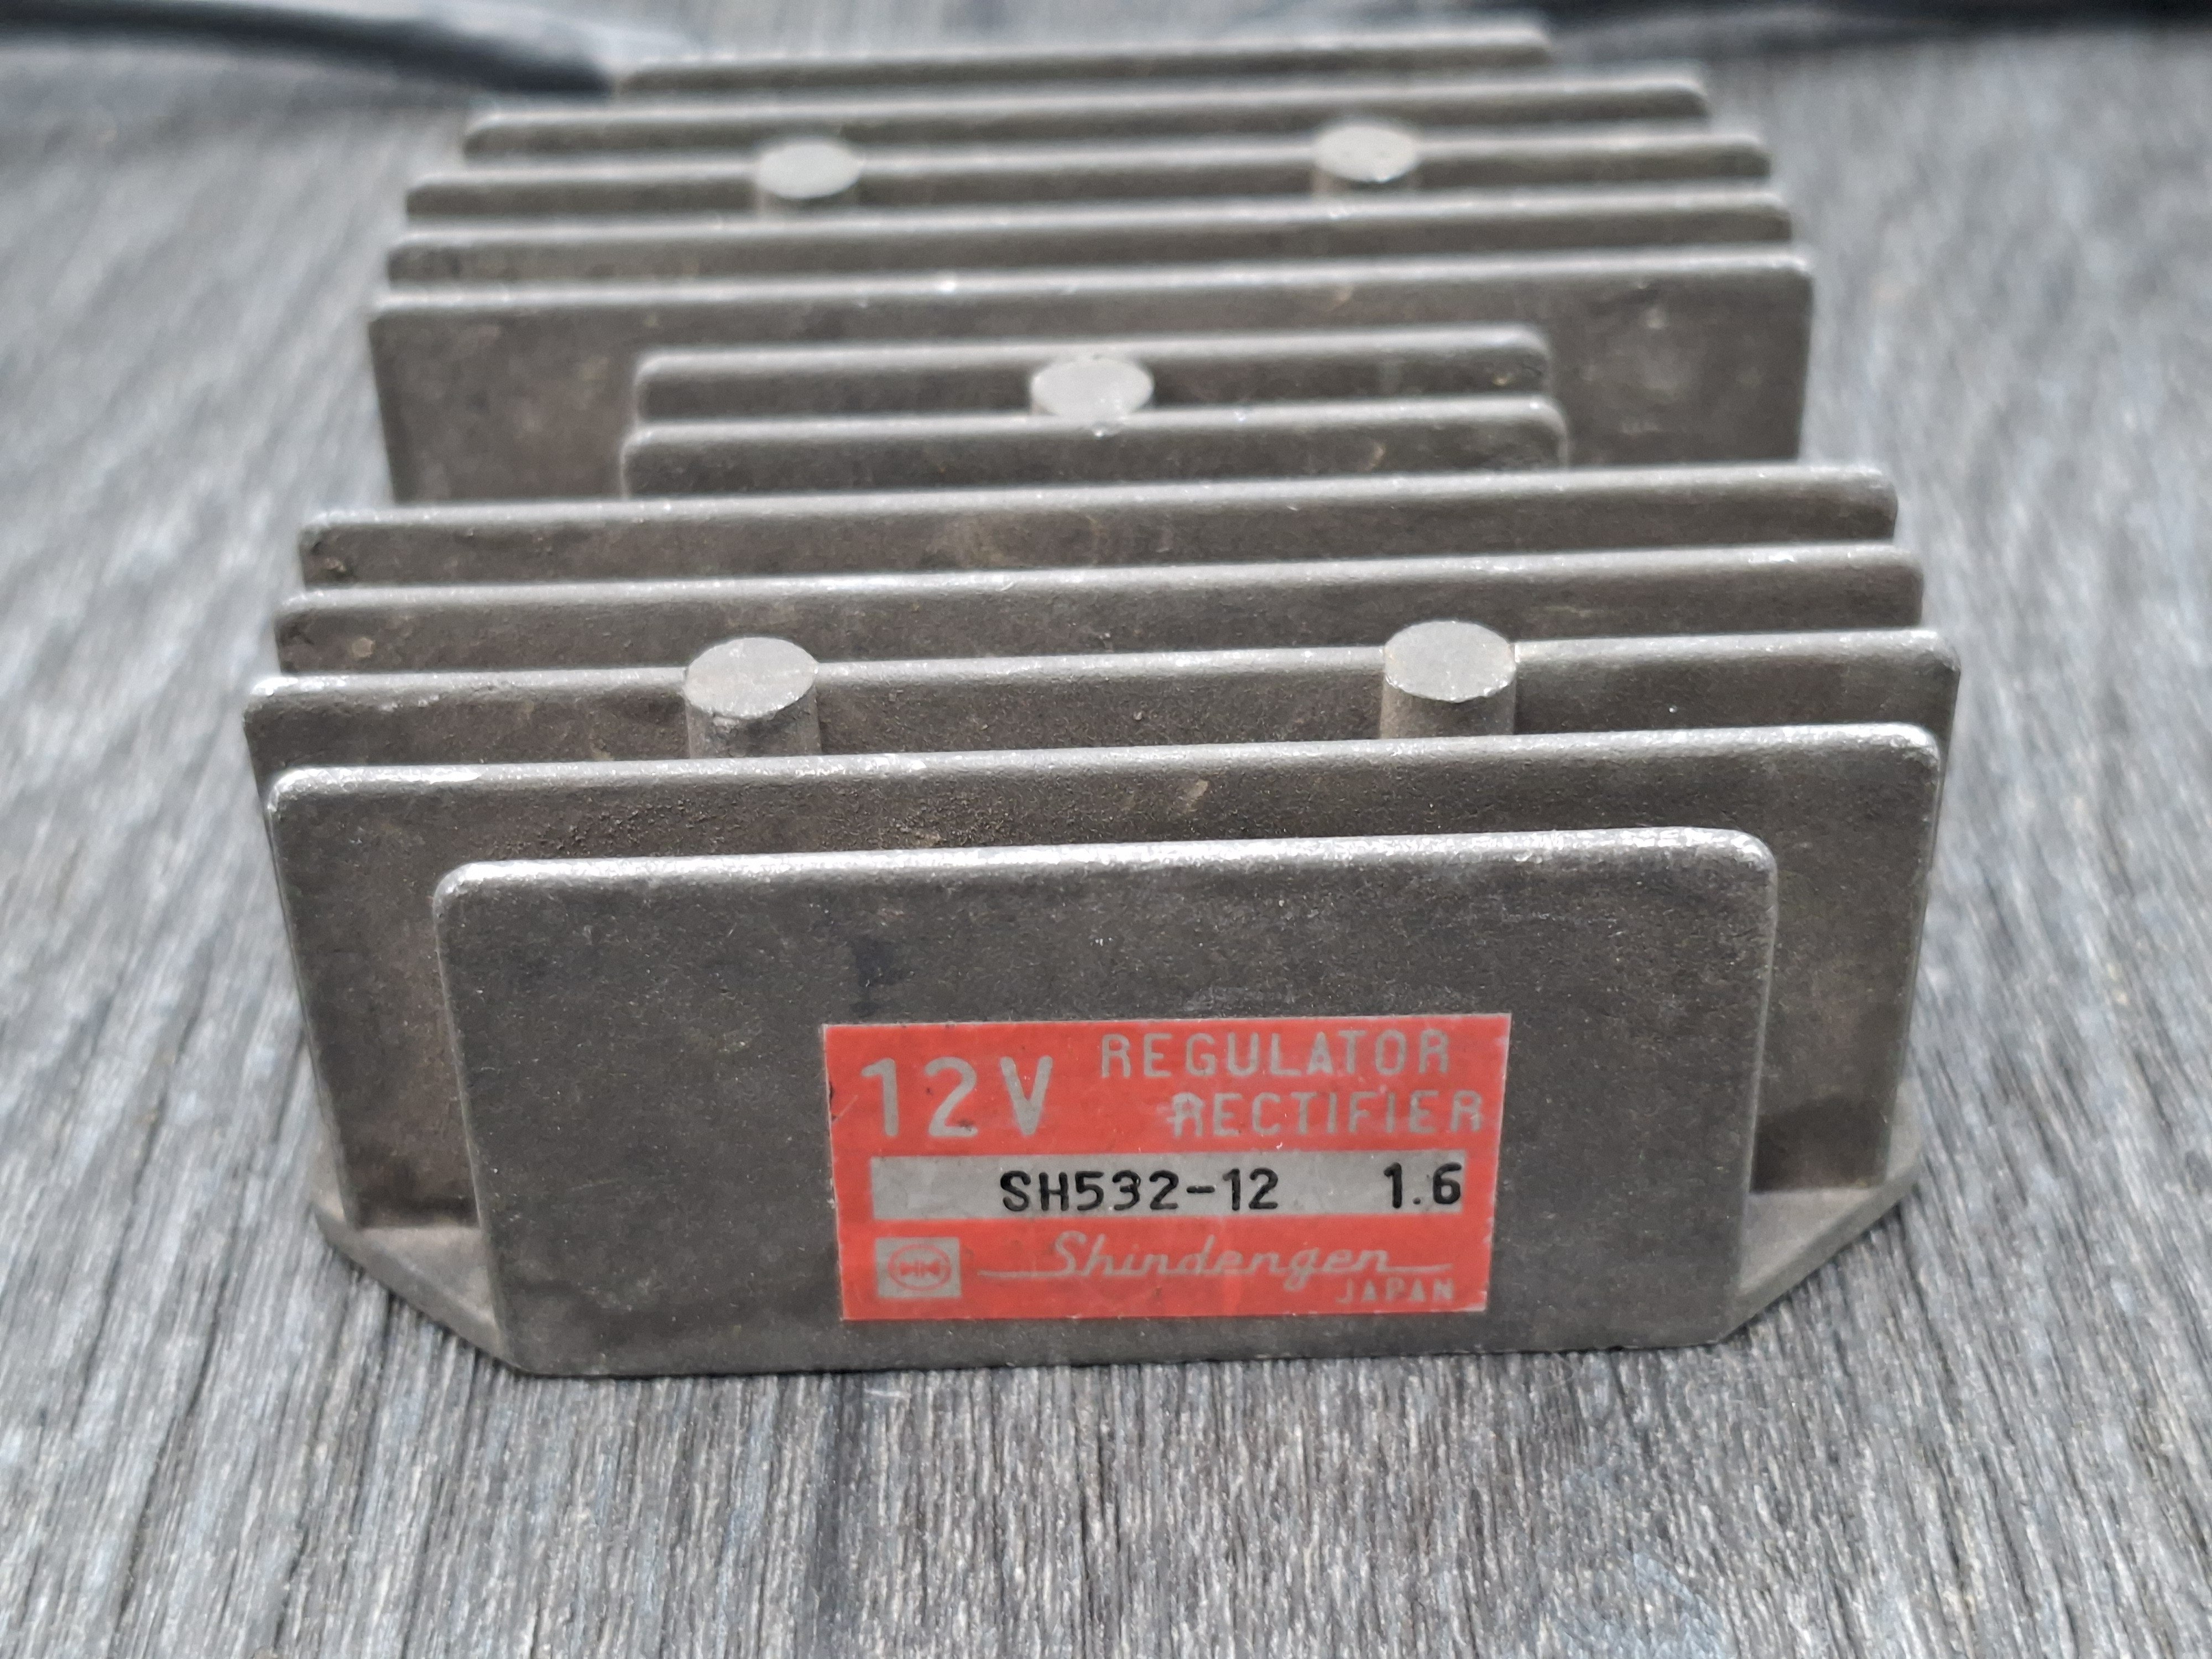 12V REGULATOR
RECTIFIER
SH532-12 1.6
Shindengen
JAPAN